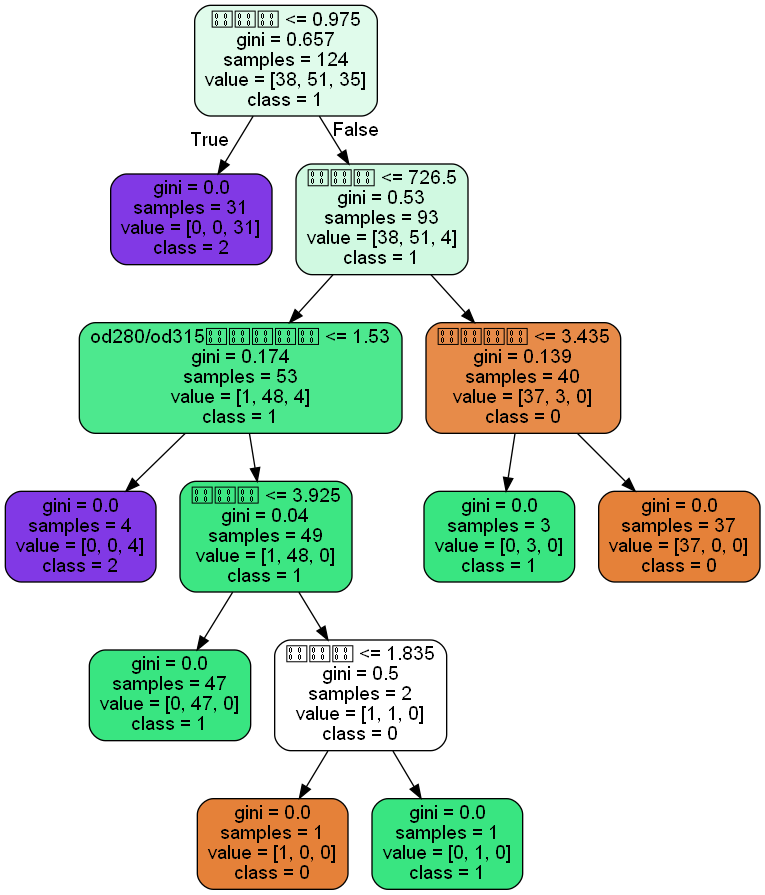 <= 0.975
gini = 0.657
samples = 124
value = [38, 51, 35]
class = 1
True
False
gini = 0.0
samples = 31
value = [0, 0, 31]
class = 2
<= 726.5
gini = 0.53
samples = 93
value = [38, 51, 4]
class = 1
od280/od315 <= 1.53
gini = 0.174
samples = 53
value = [1, 48, 4]
class = 1
<= 3.435
gini = 0.139
samples = 40
value = [37, 3, 0]
class = 0
gini = 0.0
samples = 4
value = [0, 0, 4]
class = 2
<= 3.925
gini = 0.04
samples = 49
value = [1, 48, 0]
class = 1
gini = 0.0
samples = 3
value = [0, 3, 0]
class = 1
gini = 0.0
samples = 37
value = [37, 0, 0]
class = 0
gini = 0.0
samples = 47
value = [0, 47, 0]
class = 1
<= 1.835
gini = 0.5
samples = 2
value = [1, 1, 0]
class = 0
gini = 0.0
samples = 1
value = [1, 0, 0]
class = 0
gini = 0.0
samples = 1
value = [0, 1, 0]
class = 1